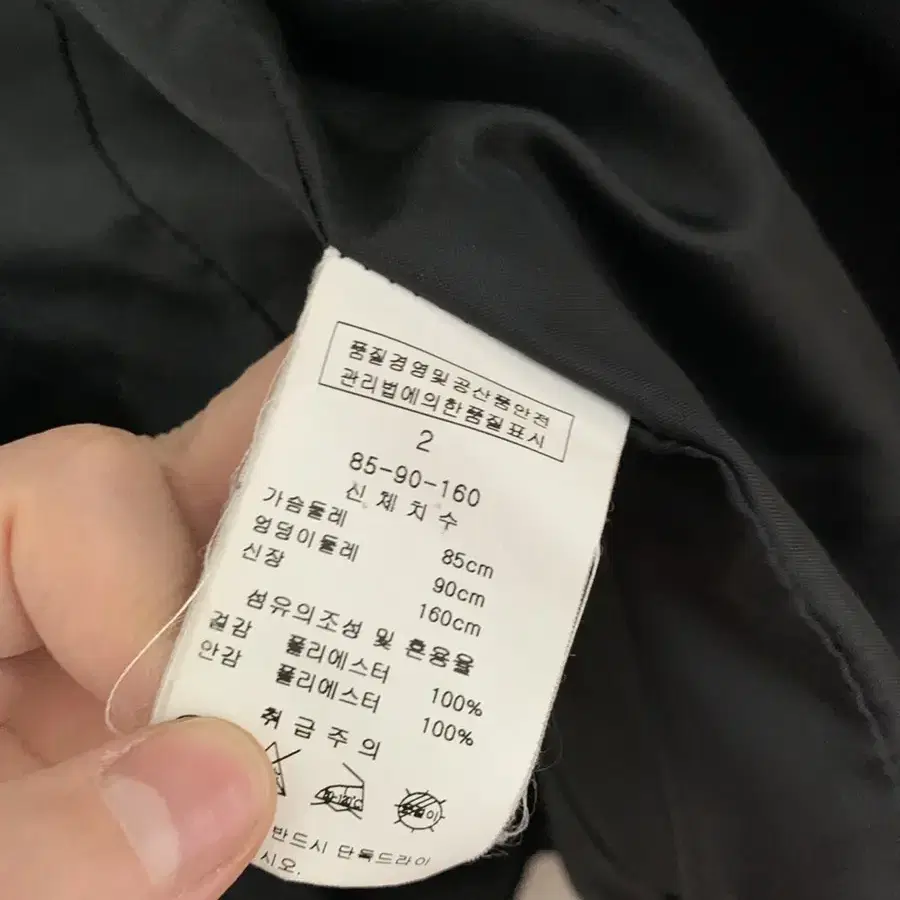 품질경영및공산품안전
관리법에의한품질표시
2
85-90-160
신체치수
가슴둘레 85cm
엉덩이둘레 90cm
신장 160cm
섬유의조성 및 혼용율
겉감 폴리에스터 100%
안감 폴리에스터 100%
취급주의
반드시 단독드라이
시오.